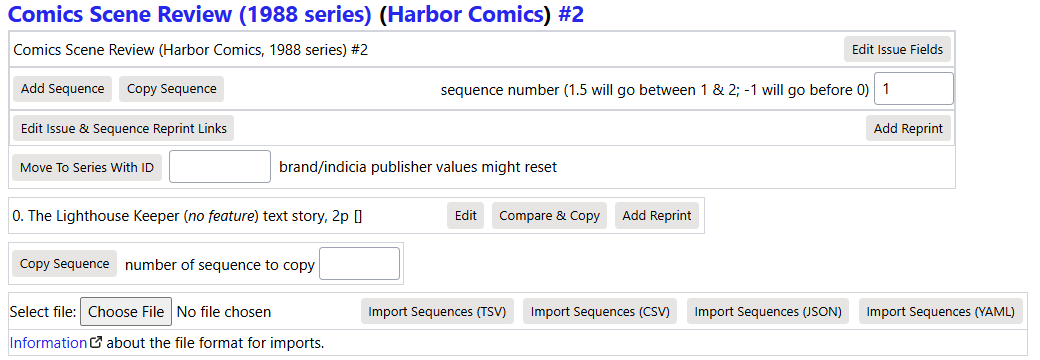 Comics Scene Review (1988 series) (Harbor Comics) #2
Comics Scene Review (Harbor Comics, 1988 series) #2 Edit Issue Fields
Add Sequence Copy Sequence sequence number (1.5 will go between 1 & 2; -1 will go before 0) 1
Edit Issue & Sequence Reprint Links Add Reprint
Move To Series With ID brand/indicia publisher values might reset
0. The Lighthouse Keeper (no feature) text story, 2p [] Edit Compare & Copy Add Reprint
Copy Sequence number of sequence to copy
Select file: Choose File No file chosen Import Sequences (TSV) Import Sequences (CSV) Import Sequences (JSON) Import Sequences (YAML)
Information about the file format for imports.